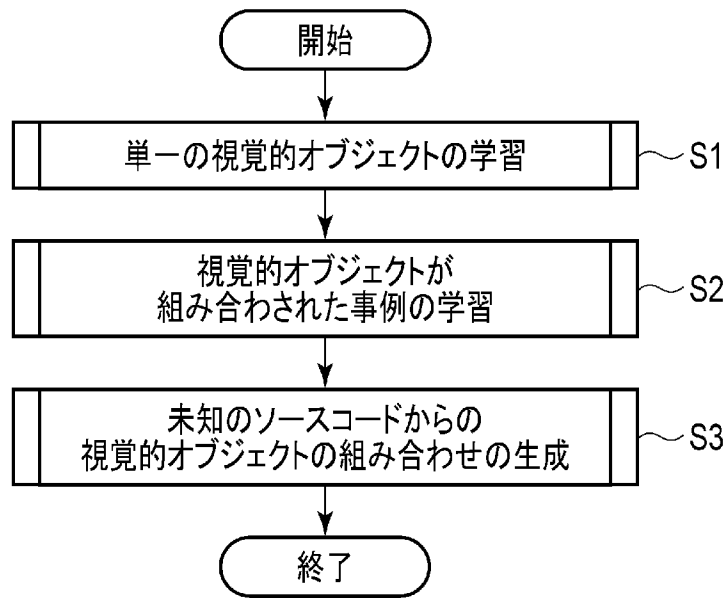 開始
単一の視覚的オブジェクトの学習
S1
視覚的オブジェクトが
組み合わされた事例の学習
S2
未知のソースコードからの
視覚的オブジェクトの組み合わせの生成
S3
終了